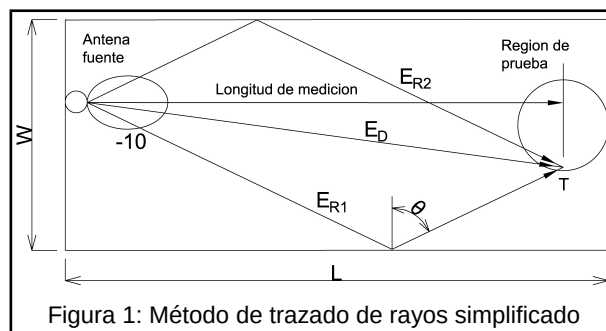 Antena
fuente
Region de
prueba
E_R2
Longitud de medicion
W
E_D
-10
T
E_R1
θ
L
Figura 1: Método de trazado de rayos simplificado